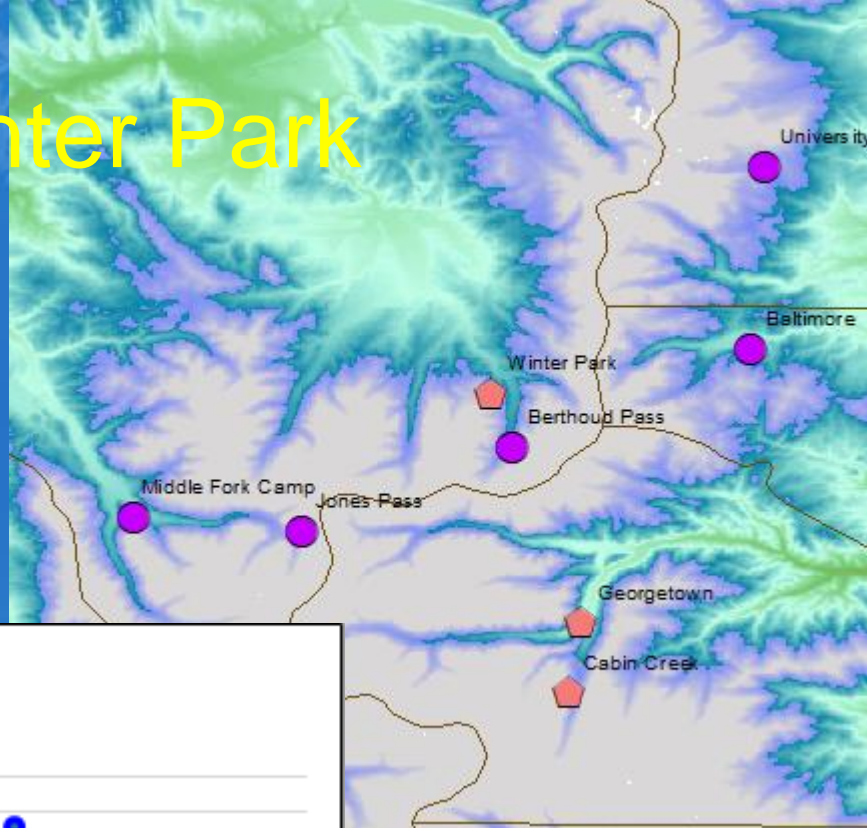 nter Park
University
Baltimore
Winter Park
Berthoud Pass
Middle Fork Camp
Jones Pass
Georgetown
Cabin Creek